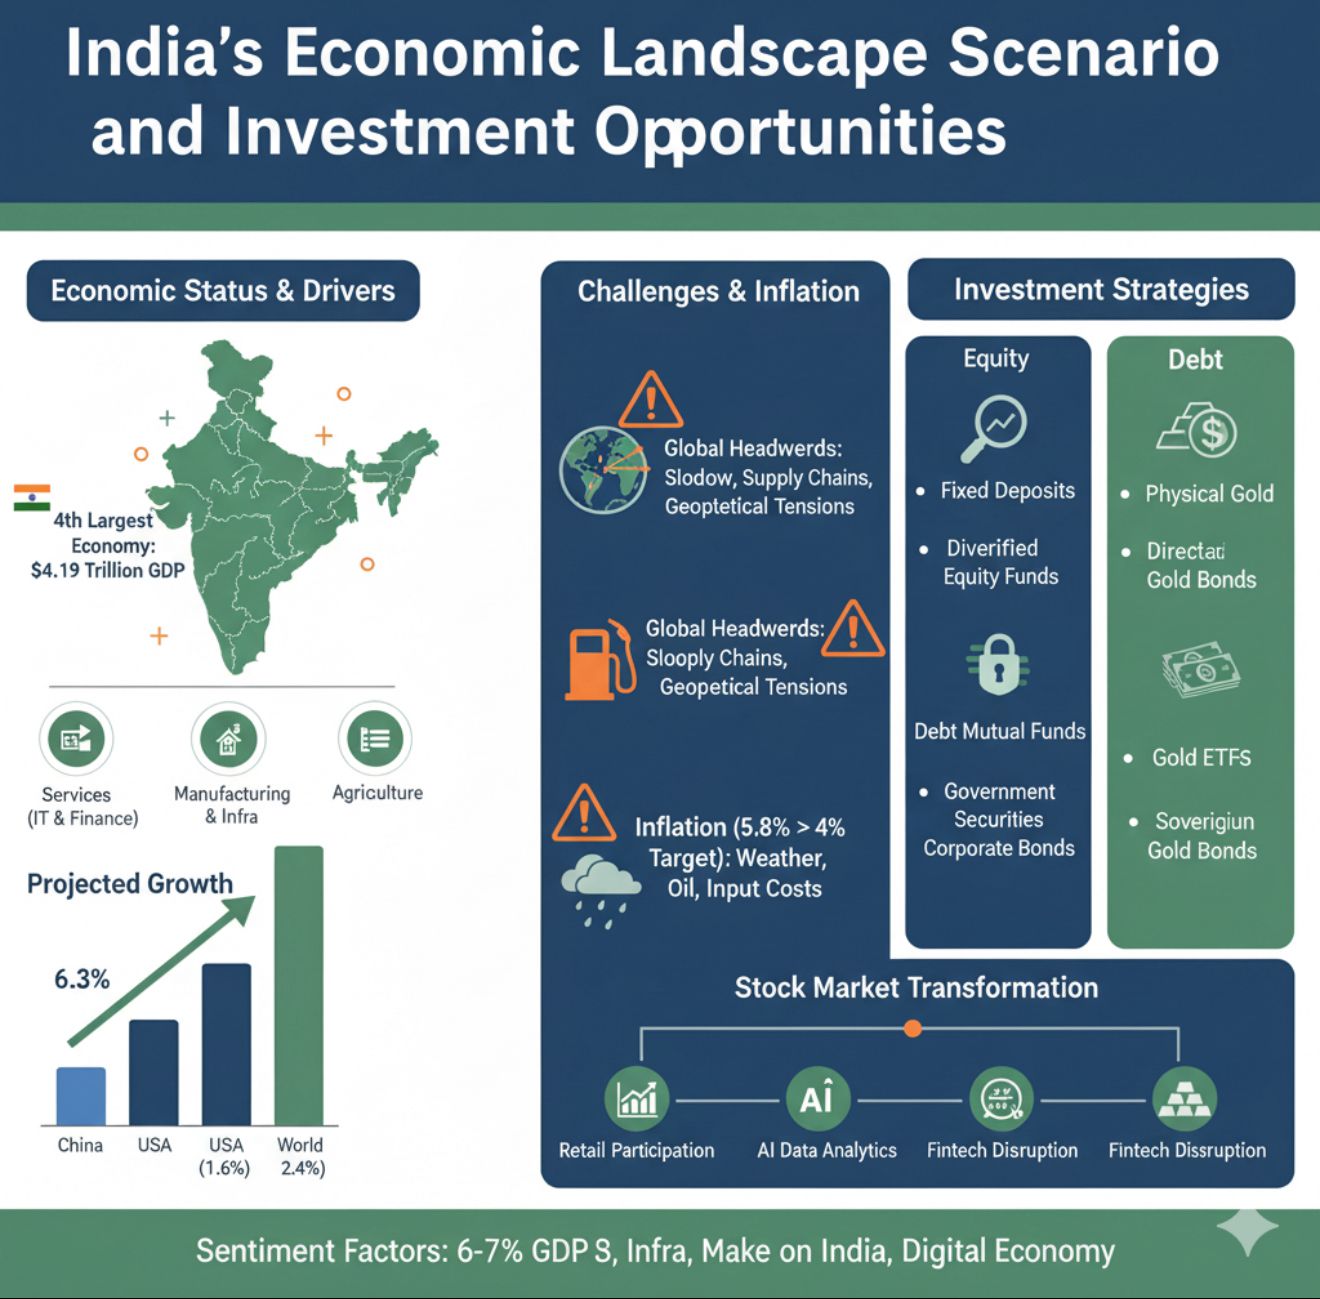 India's Economic Landscape Scenario
and Investment Opportunities
Economic Status & Drivers
4th Largest
Economy:
$4.19 Trillion GDP
Services
(IT & Finance)
Manufacturing
& Infra
Agriculture
Projected Growth
6.3%
China
USA
USA
(1.6%)
World
2.4%)
Challenges & Inflation
Global Headwerds:
Slodow, Supply Chains,
Geoptetical Tensions
Global Headwerds:
Slooply Chains,
Geopetical Tensions
Inflation (5.8% > 4%
Target): Weather,
Oil, Input Costs
Investment Strategies
Equity
• Fixed Deposits
• Diverified
Equity Funds
Debt Mutual Funds
• Government
Securities
Corporate Bonds
Debt
$
• Physical Gold
•
Gold Bonds
• Gold ETFS
• Soverigiun
Gold Bonds
Stock Market Transformation
AÎ
Retail Participation
AI Data Analytics
Fintech Disruption
Fintech Dissruption
Sentiment Factors: 6-7% GDP S, Infra, Make on India, Digital Economy